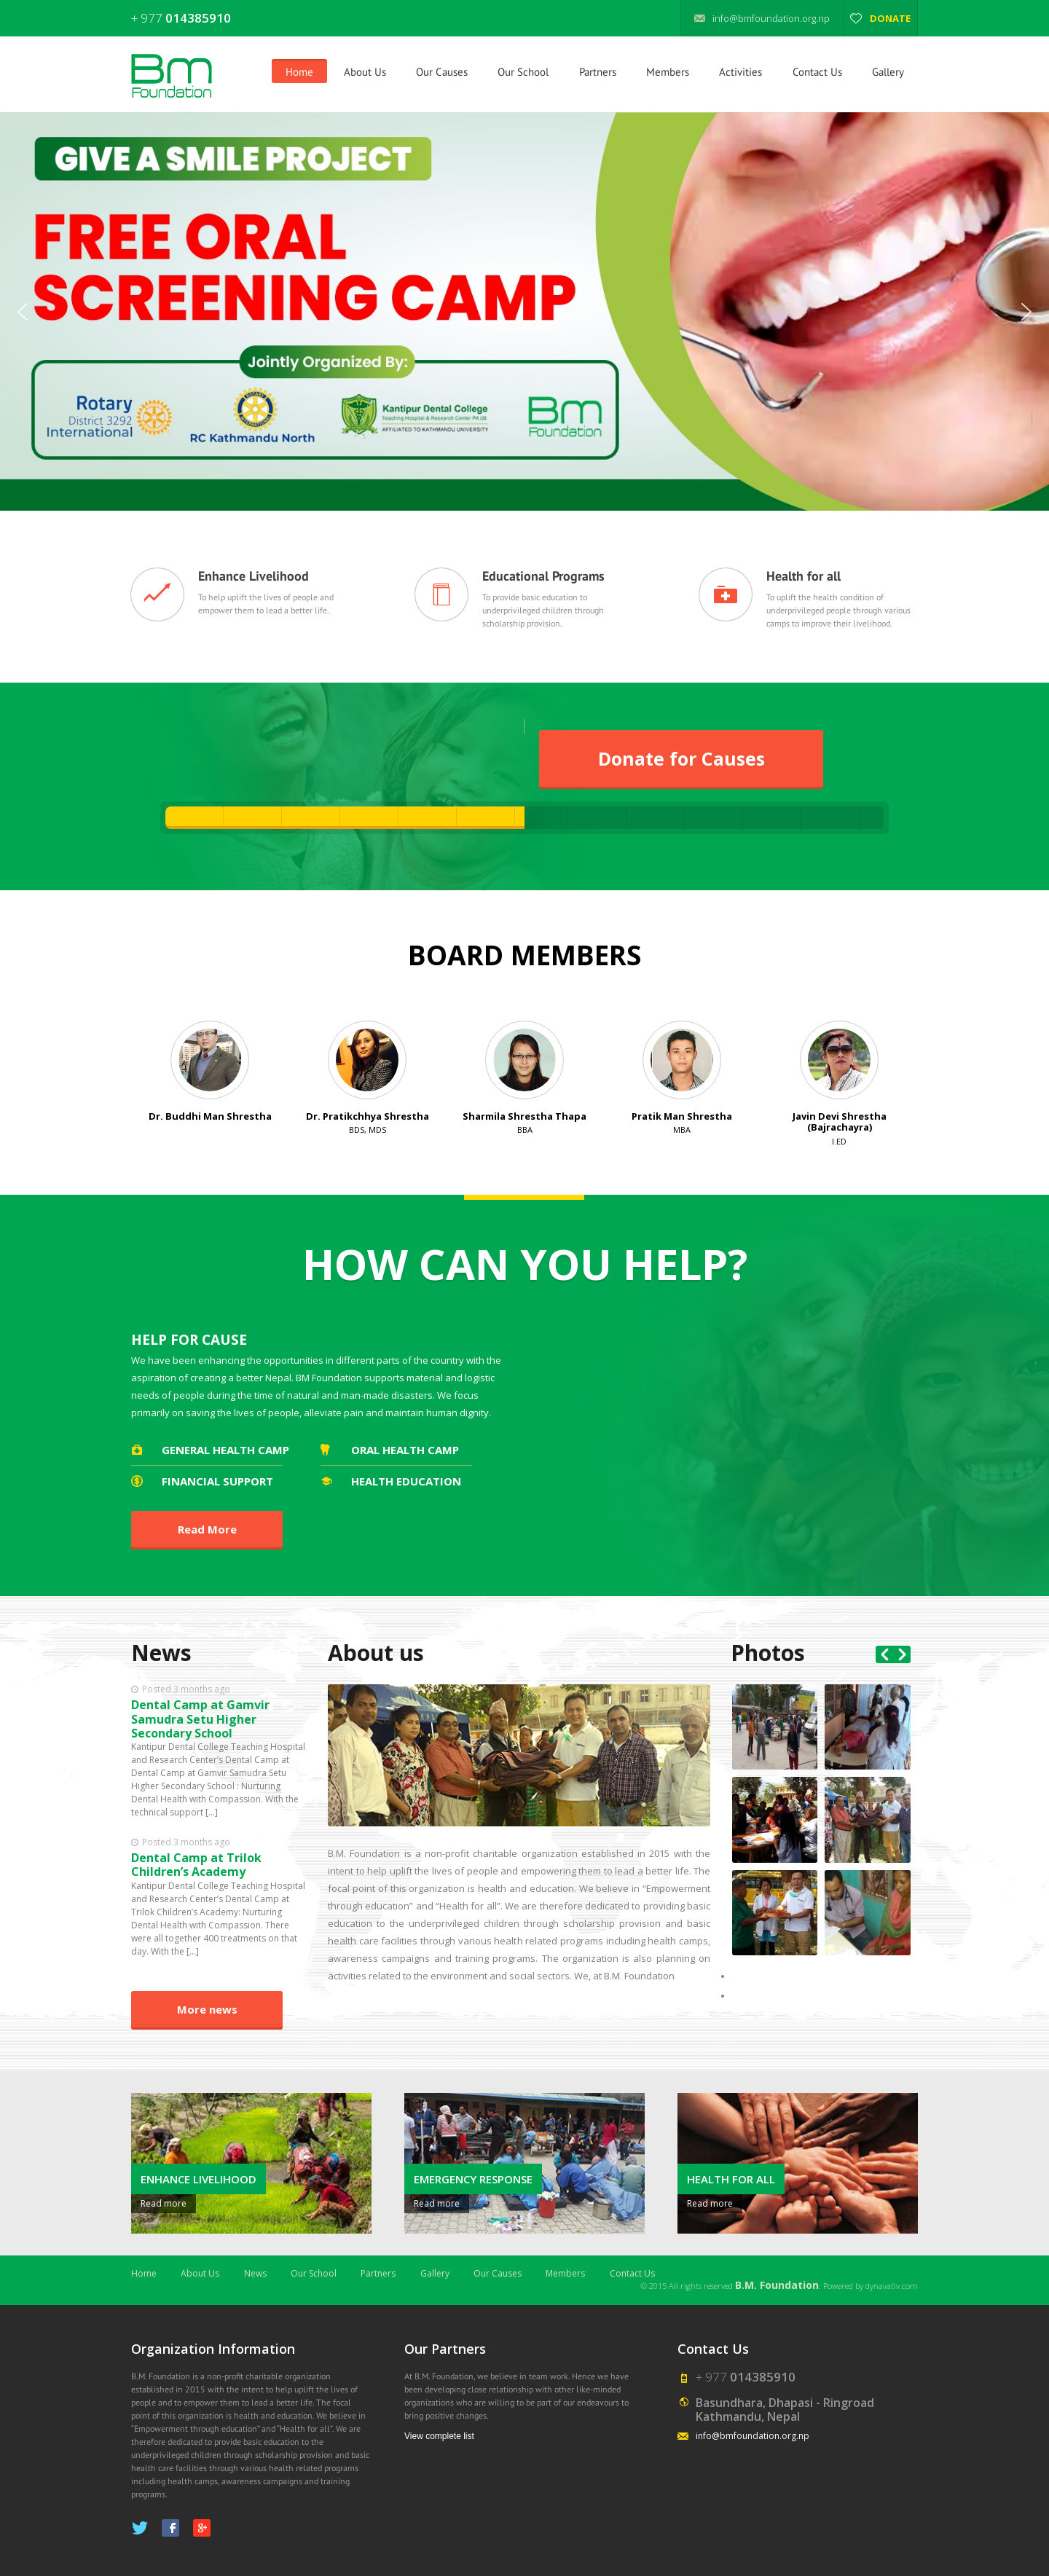 + 977 014385910
info@bmfoundation.org.np
DONATE
Bm
Foundation
Home
About Us
Our Causes
Our School
Partners
Members
Activities
Contact Us
Gallery
GIVE A SMILE PROJECT
FREE ORAL
SCREENING CAMP
Jointly Organized By:
Rotary
District 3292
International
RC Kathmandu North
Kantipur Dental College
Teaching Hospital & Research Center Pvt Ltd
AFFILIATED TO KATHMANDU UNIVERSITY
Bm
Foundation
Enhance Livelihood
To help uplift the lives of people and
empower them to lead a better life.
Educational Programs
To provide basic education to
underprivileged children through
scholarship provision.
Health for all
To uplift the health condition of
underprivileged people through various
camps to improve their livelihood.
Donate for Causes
BOARD MEMBERS
Dr. Buddhi Man Shrestha
Dr. Pratikchhya Shrestha
BDS, MDS
Sharmila Shrestha Thapa
BBA
Pratik Man Shrestha
MBA
Javin Devi Shrestha
(Bajrachayra)
I.ED
HOW CAN YOU HELP?
HELP FOR CAUSE
We have been enhancing the opportunities in different parts of the country with the
aspiration of creating a better Nepal. BM Foundation supports material and logistic
needs of people during the time of natural and man-made disasters. We focus
primarily on saving the lives of people, alleviate pain and maintain human dignity.
GENERAL HEALTH CAMP
ORAL HEALTH CAMP
FINANCIAL SUPPORT
HEALTH EDUCATION
Read More
News
Posted 3 months ago
Dental Camp at Gamvir
Samudra Setu Higher
Secondary School
Kantipur Dental College Teaching Hospital
and Research Center's Dental Camp at
Dental Camp at Gamvir Samudra Setu
Higher Secondary School : Nurturing
Dental Health with Compassion. With the
technical support [...]
Posted 3 months ago
Dental Camp at Trilok
Children's Academy
Kantipur Dental College Teaching Hospital
and Research Center's Dental Camp at
Trilok Children's Academy: Nurturing
Dental Health with Compassion. There
were all together 400 treatments on that
day. With the [...]
More news
About us
B.M. Foundation is a non-profit charitable organization established in 2015 with the
intent to help uplift the lives of people and empowering them to lead a better life. The
focal point of this organization is health and education. We believe in “Empowerment
through education” and “Health for all”. We are therefore dedicated to providing basic
education to the underprivileged children through scholarship provision and basic
health care facilities through various health related programs including health camps,
awareness campaigns and training programs. The organization is also planning on
activities related to the environment and social sectors. We, at B.M. Foundation
Photos
ENHANCE LIVELIHOOD
Read more
EMERGENCY RESPONSE
Read more
HEALTH FOR ALL
Read more
Home
About Us
News
Our School
Partners
Gallery
Our Causes
Members
Contact Us
© 2015 All rights reserved B.M. Foundation. Powered by dynavativ.com
Organization Information
B.M. Foundation is a non-profit charitable organization
established in 2015 with the intent to help uplift the lives of
people and to empower them to lead a better life. The focal
point of this organization is health and education. We believe in
“Empowerment through education” and “Health for all”. We are
therefore dedicated to provide basic education to the
underprivileged children through scholarship provision and basic
health care facilities through various health related programs
including health camps, awareness campaigns and training
programs.
Our Partners
At B.M. Foundation, we believe in team work. Hence we have
been developing close relationship with other like-minded
organizations who are willing to be part of our endeavours to
bring positive changes.
View complete list
Contact Us
+ 977 014385910
Basundhara, Dhapasi - Ringroad
Kathmandu, Nepal
info@bmfoundation.org.np